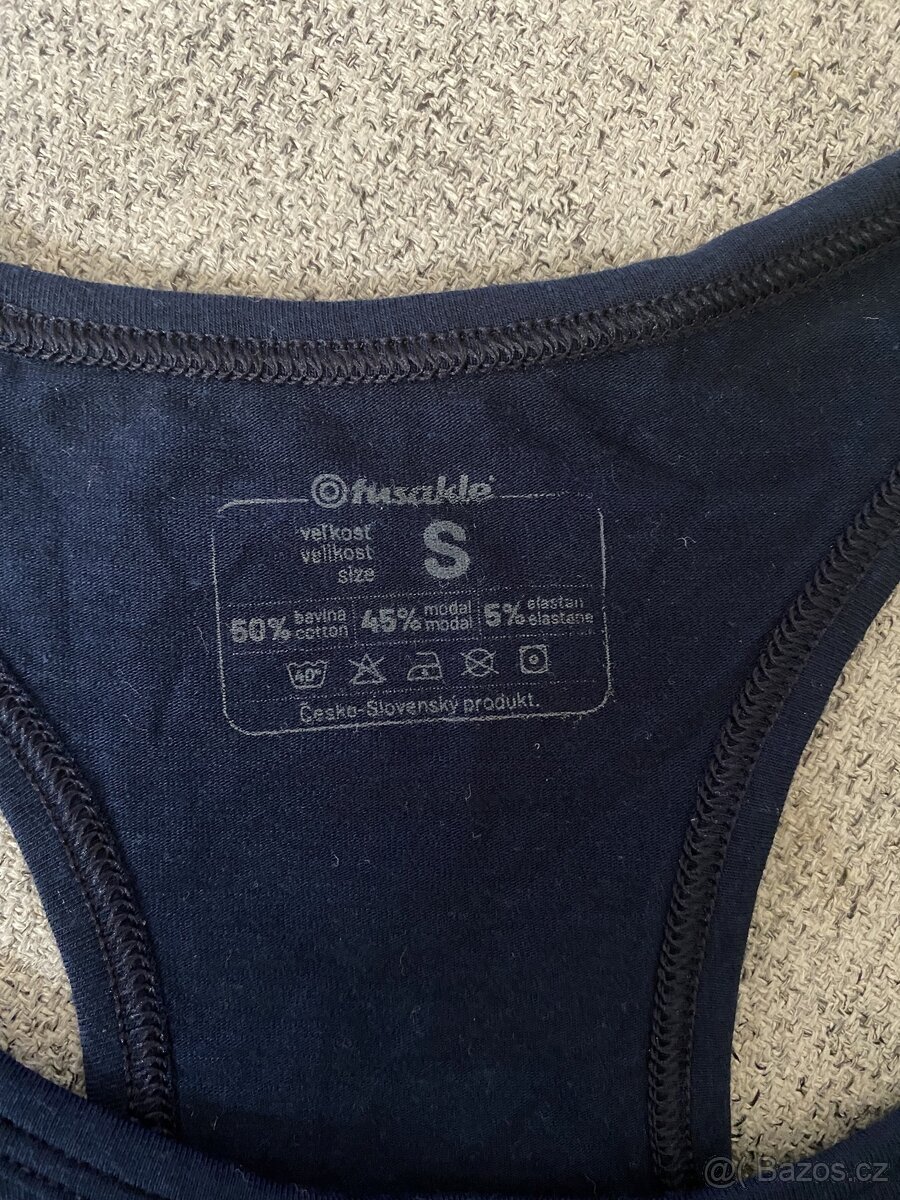 fusakle
veľkosť
velikost
size
S
50% bavlna cotton
45% modal modal
5% elastan elastane
40°
Česko-Slovenský produkt.
@( Bazos.cz